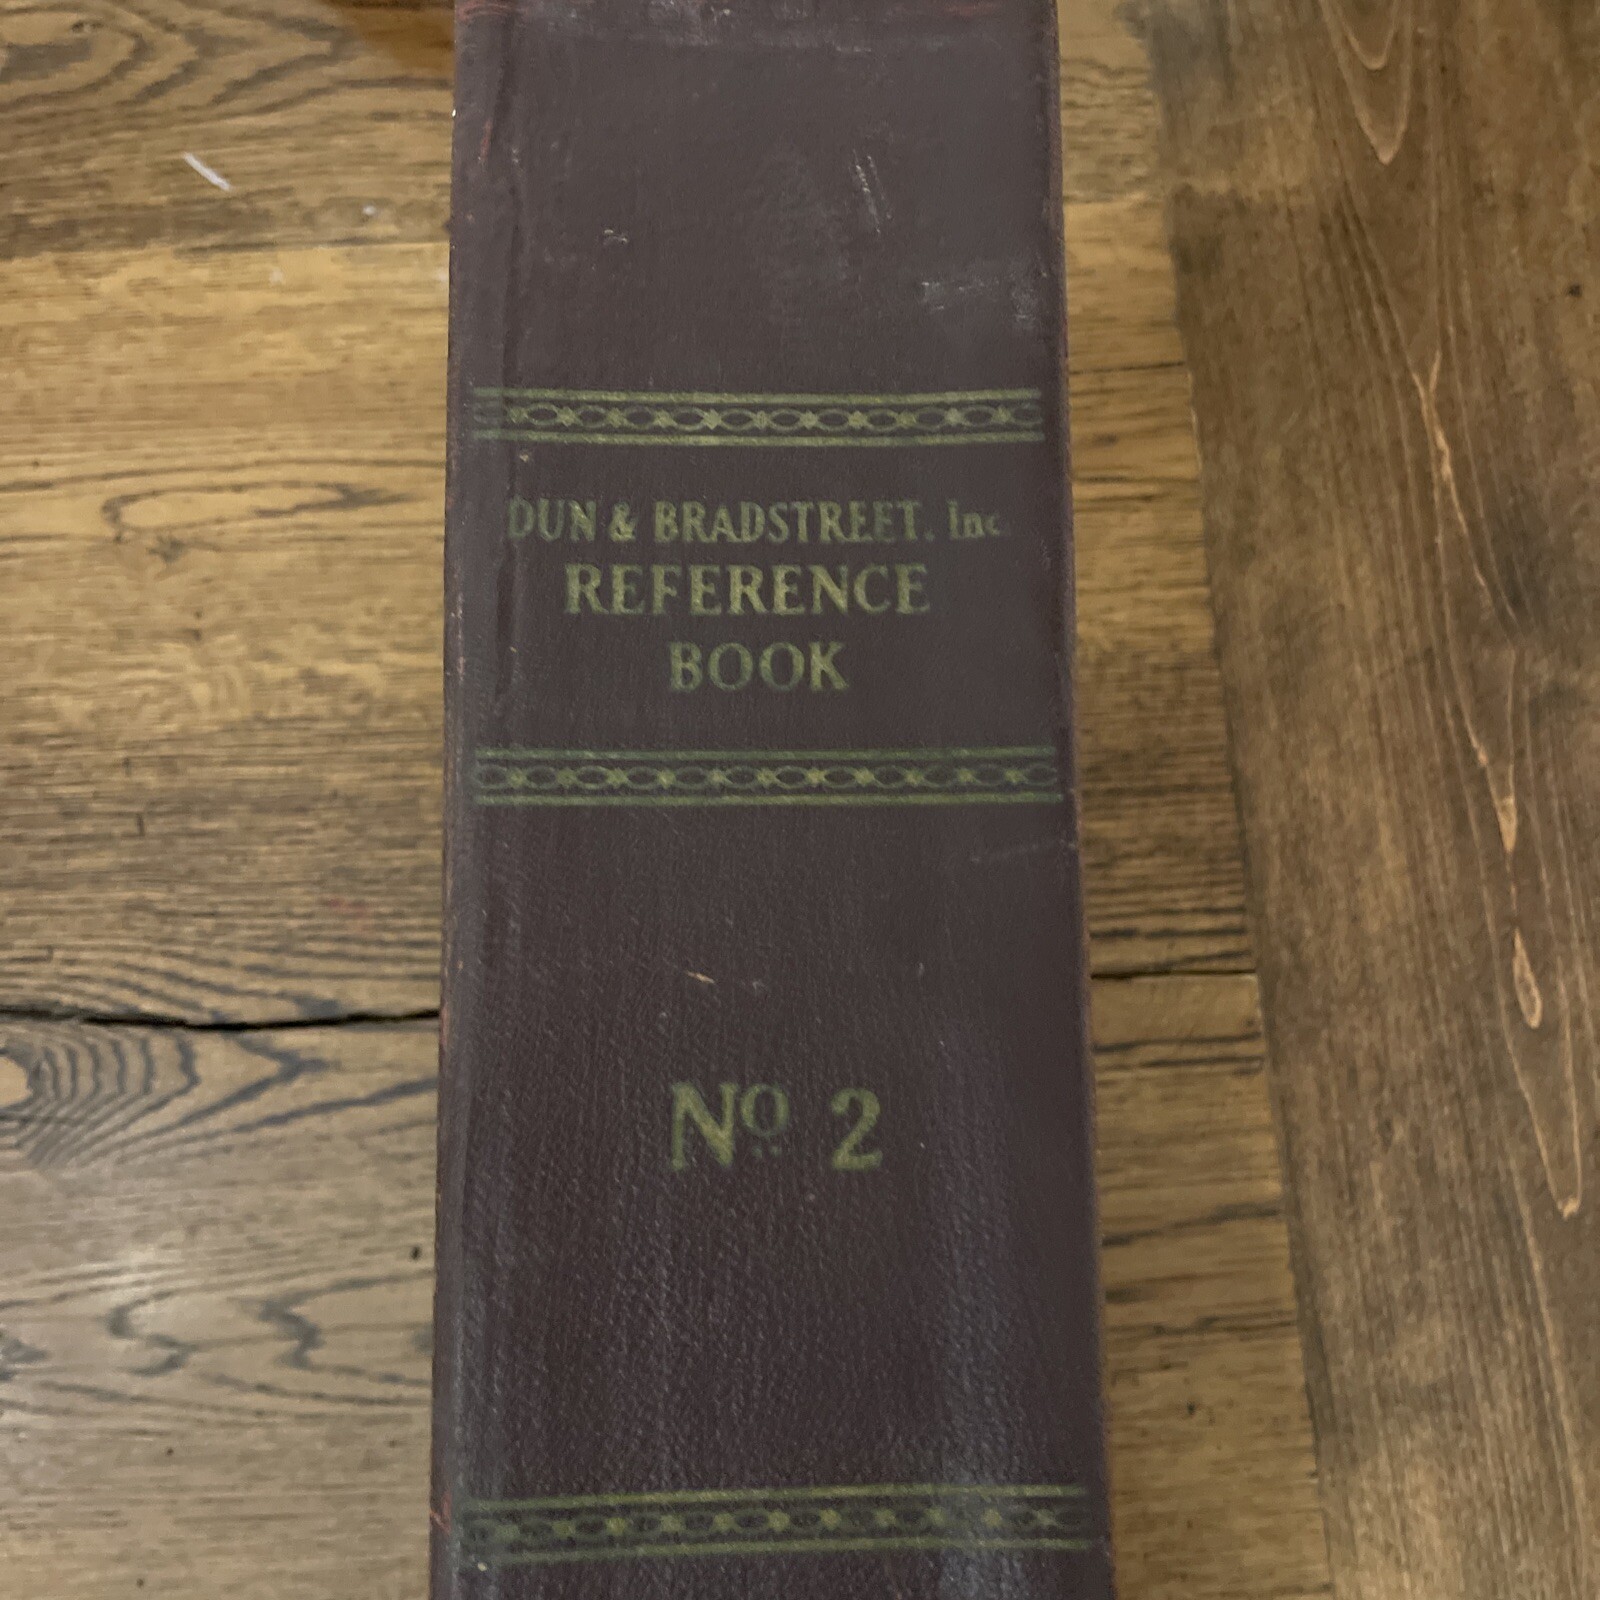 DUN & BRADSTREET. Inc
REFERENCE
BOOK
Nº 2